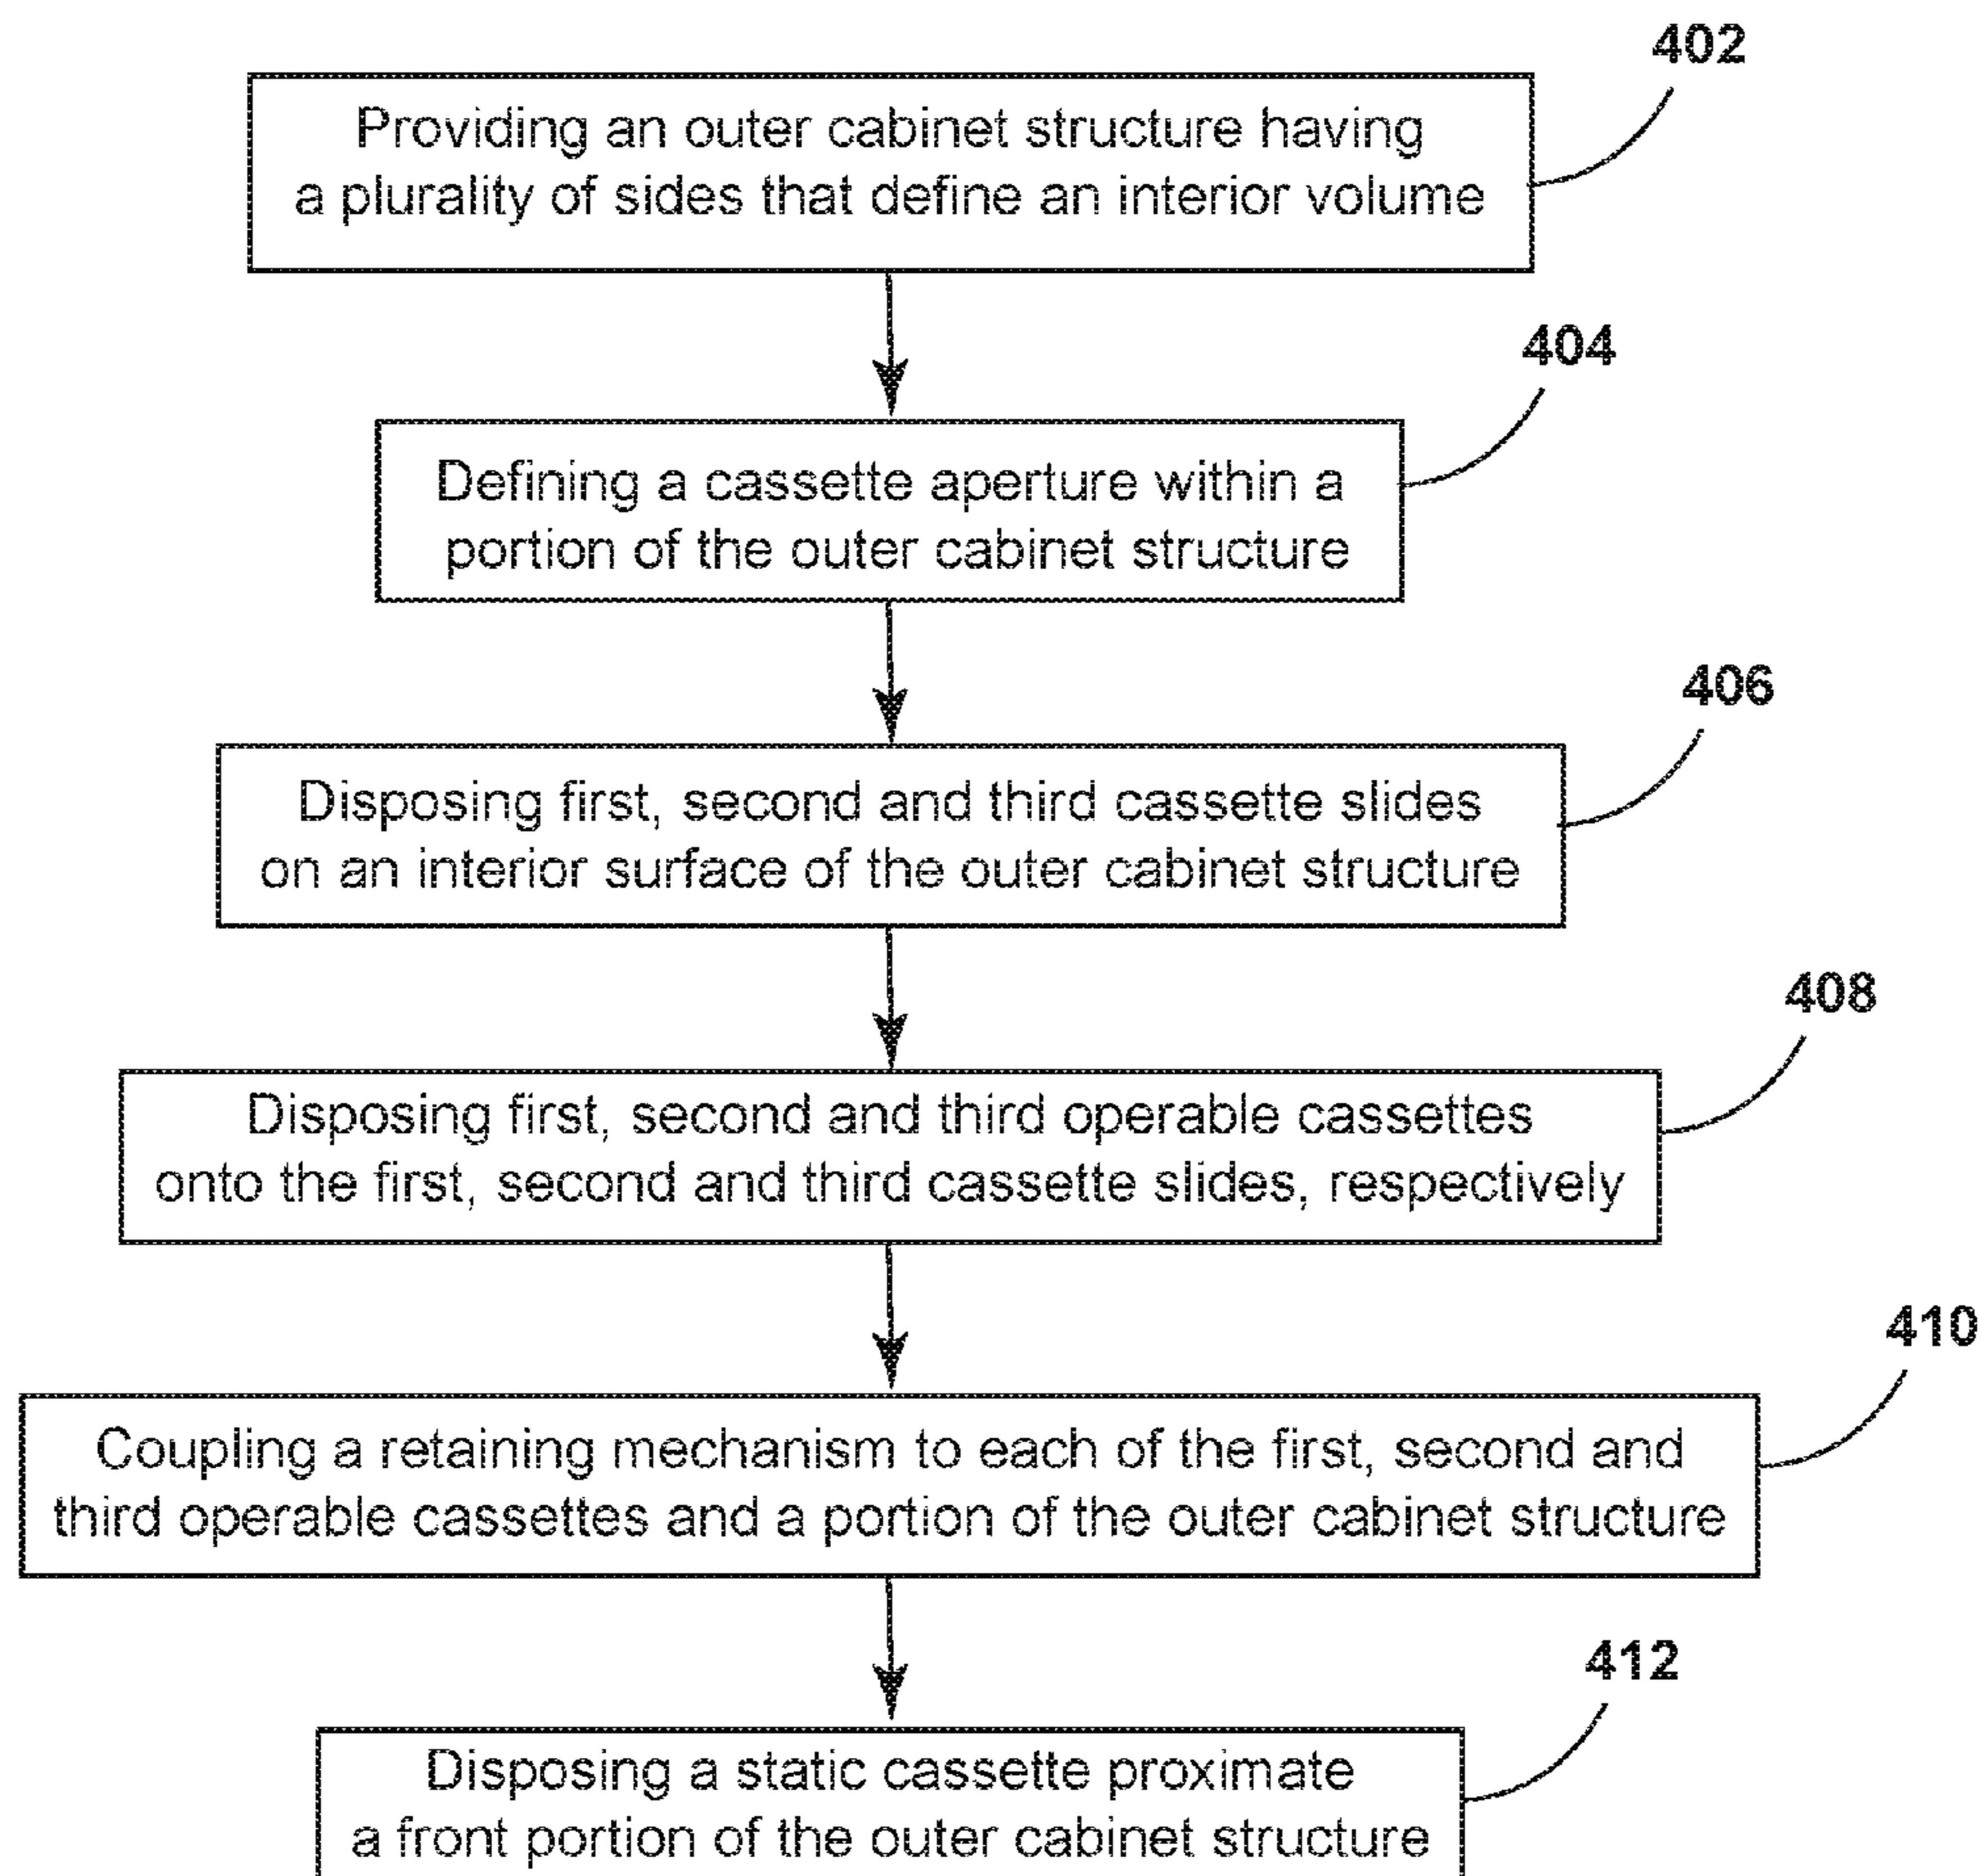 402
Providing an outer cabinet structure having
a plurality of sides that define an interior volume
404
Defining a cassette aperture within a
portion of the outer cabinet structure
406
Disposing first, second and third cassette slides
on an interior surface of the outer cabinet structure
408
Disposing first, second and third operable cassettes
onto the first, second and third cassette slides, respectively
410
Coupling a retaining mechanism to each of the first, second and
third operable cassettes and a portion of the outer cabinet structure
412
Disposing a static cassette proximate
a front portion of the outer cabinet structure